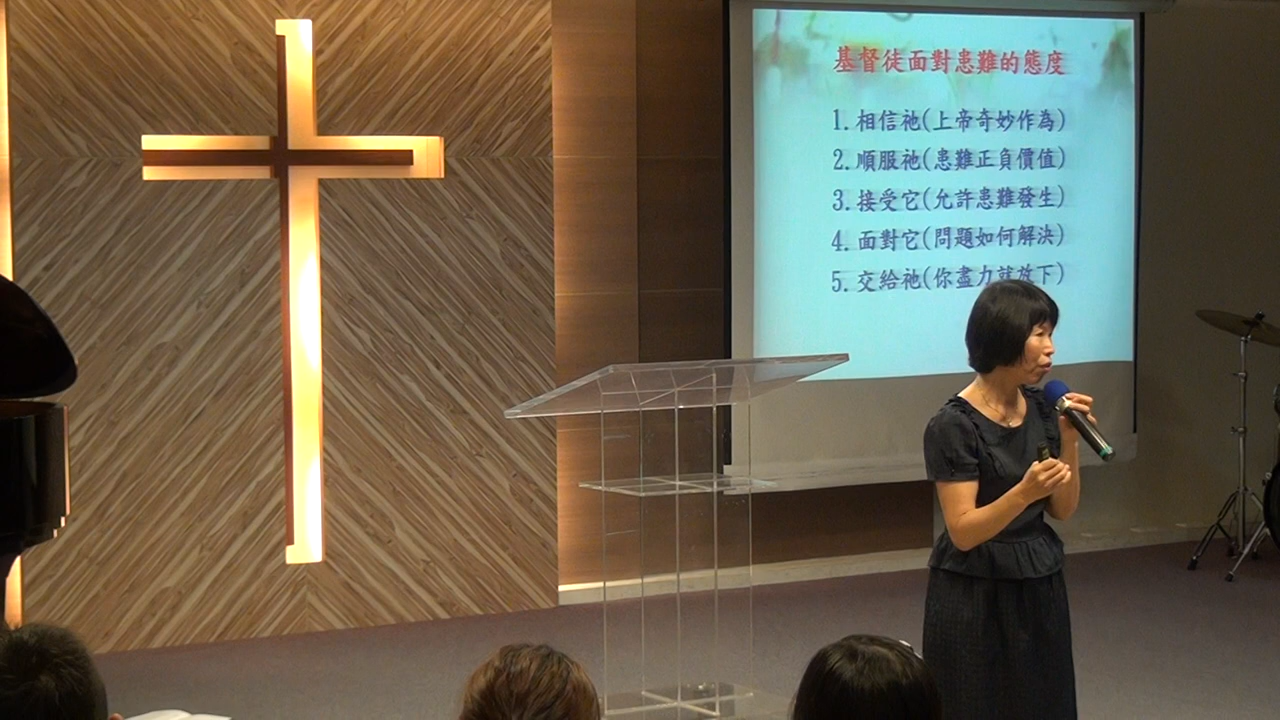 基督徒面對患難的態度
1.相信祂(上帝奇妙作為)
2.順服祂(患難正負價值)
3.接受它(允許患難發生)
4.面對它(問題如何解決)
5.交給祂(你盡力就放下)